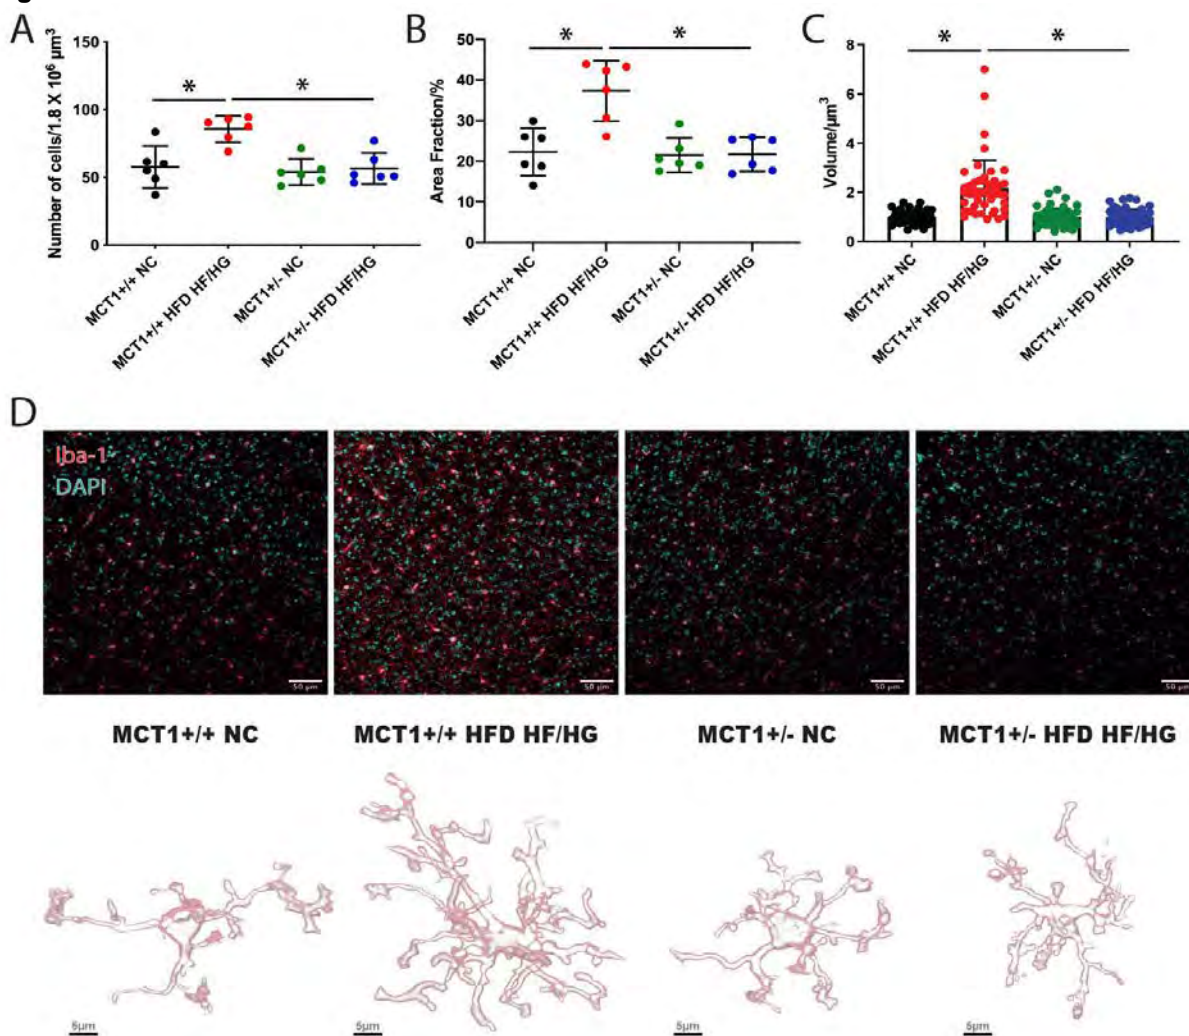 A
B
C
Number of cells/1.8 X 10⁶ µm³
150
100
50
0
*
*
MCT1+/+ NC
MCT1+/+ HFD HF/HG
MCT1+/- NC
MCT1+/- HFD HF/HG
Area Fraction/%
50
40
30
20
10
0
*
*
MCT1+/+ NC
MCT1+/+ HFD HF/HG
MCT1+/- NC
MCT1+/- HFD HF/HG
Volume/µm³
8
6
4
2
0
*
*
MCT1+/+ NC
MCT1+/+ HFD HF/HG
MCT1+/- NC
MCT1+/- HFD HF/HG
D
Iba-1
DAPI
50 µm
50 µm
50 µm
50 µm
MCT1+/+ NC
MCT1+/+ HFD HF/HG
MCT1+/- NC
MCT1+/- HFD HF/HG
5µm
5µm
5µm
5µm